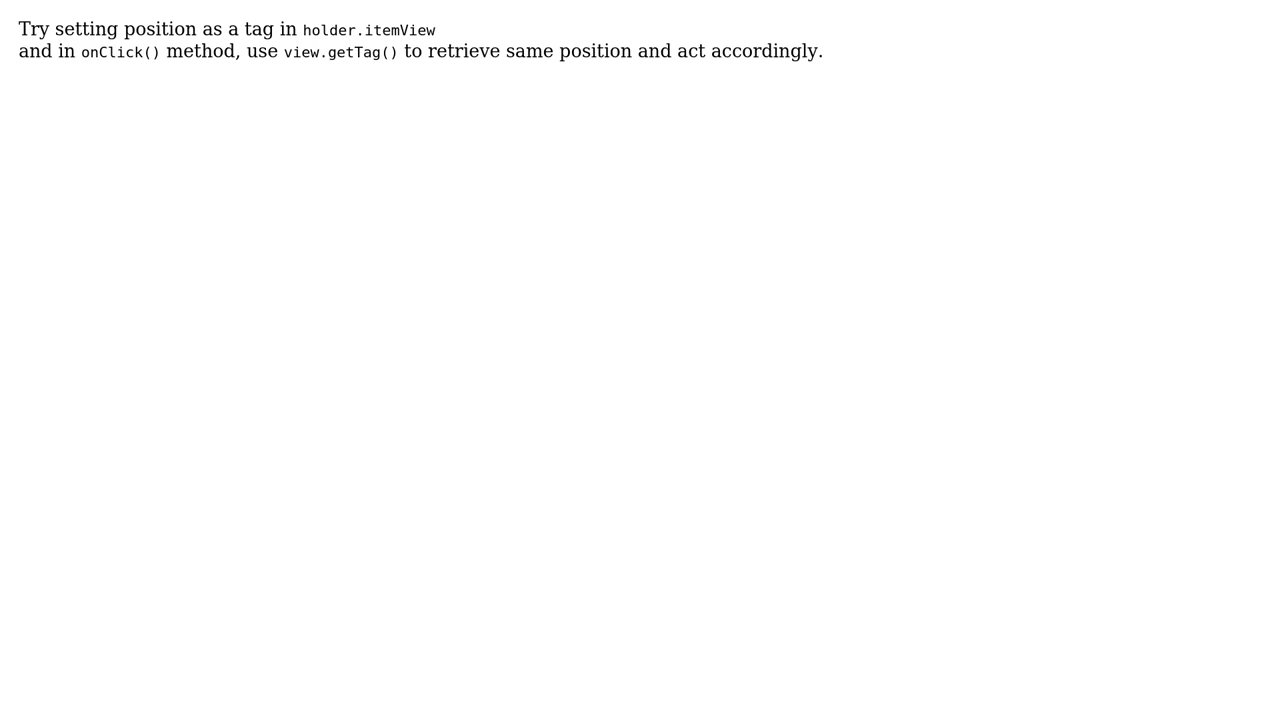 Try setting position as a tag in holder.itemView
and in onClick() method, use view.getTag() to retrieve same position and act accordingly.